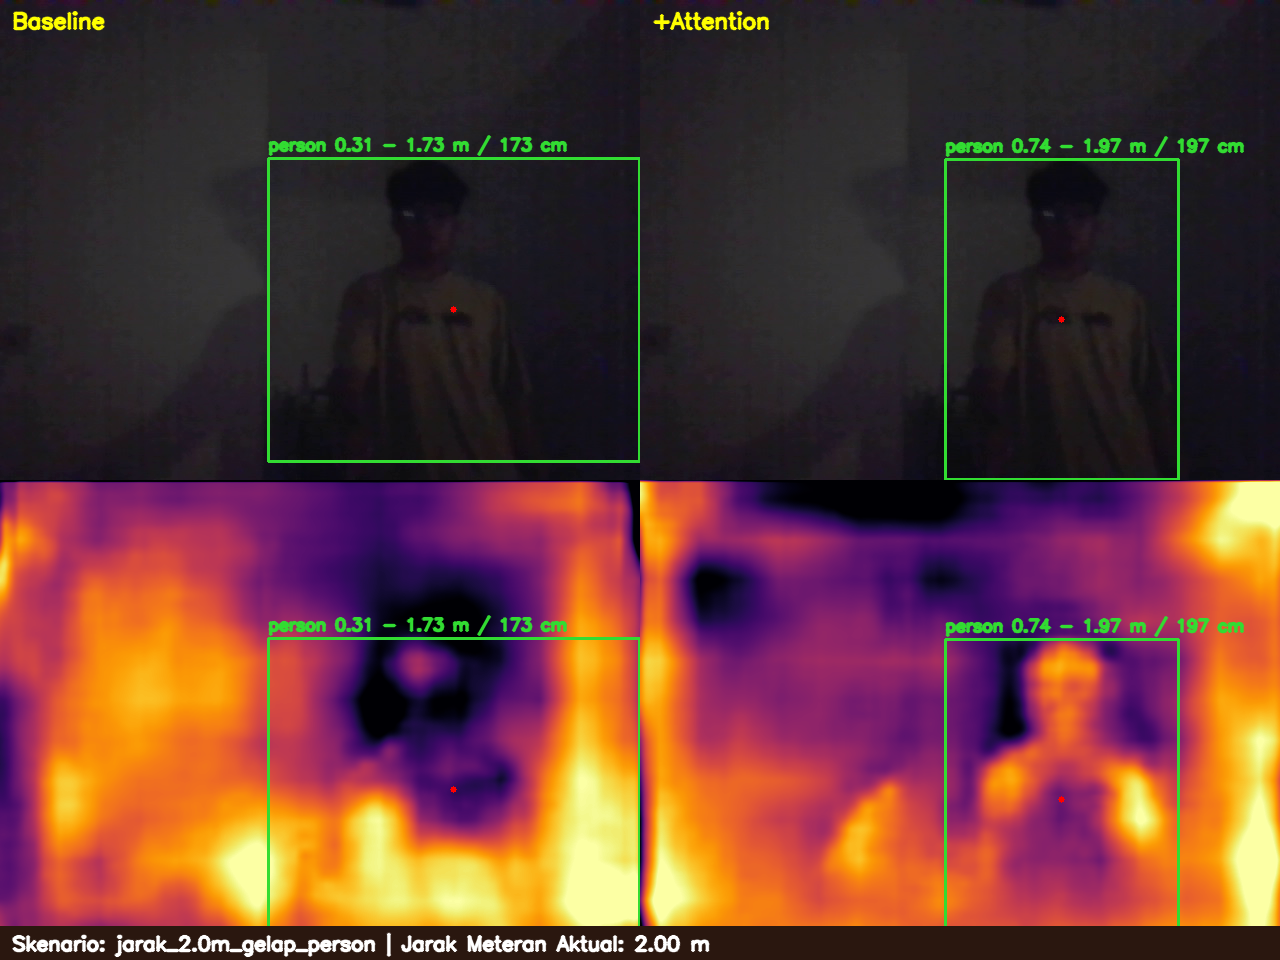 Baseline
+Attention
person 0.31 - 1.73 m / 173 cm
person 0.74 - 1.97 m / 197 cm
person 0.31 - 1.73 m / 173 cm
person 0.74 - 1.97 m / 197 cm
Skenario: jarak_2.0m_gelap_person | Jarak Meteran Aktual: 2.00 m